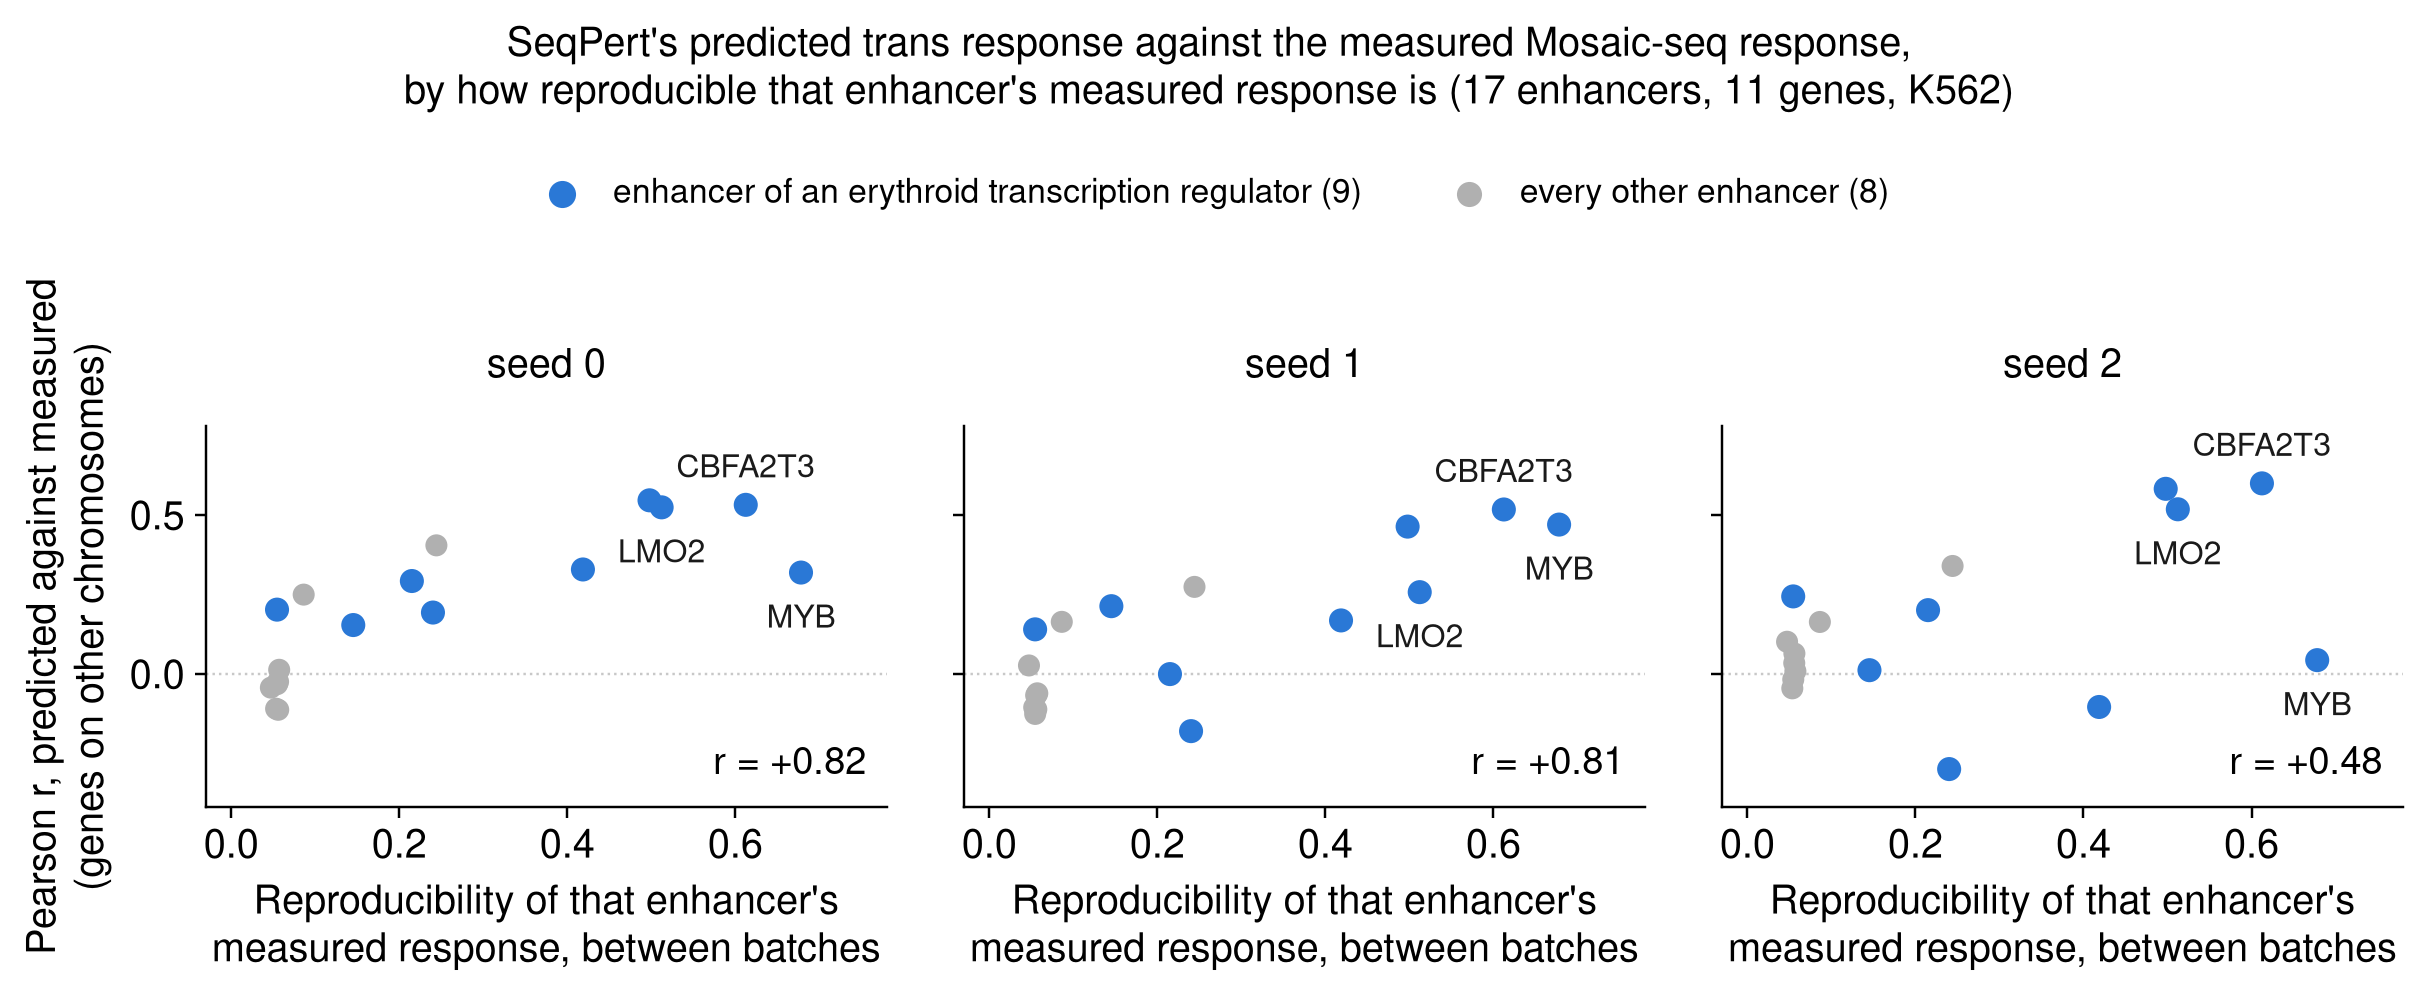 SeqPert's predicted trans response against the measured Mosaic-seq response,
by how reproducible that enhancer's measured response is (17 enhancers, 11 genes, K562)
enhancer of an erythroid transcription regulator (9)
every other enhancer (8)
Pearson r, predicted against measured
(genes on other chromosomes)
seed 0
0.5
0.0
CBFA2T3
LMO2
MYB
r = +0.82
0.0 0.2 0.4 0.6
Reproducibility of that enhancer's
measured response, between batches
seed 1
CBFA2T3
MYB
LMO2
r = +0.81
0.0 0.2 0.4 0.6
Reproducibility of that enhancer's
measured response, between batches
seed 2
CBFA2T3
LMO2
MYB
r = +0.48
0.0 0.2 0.4 0.6
Reproducibility of that enhancer's
measured response, between batches